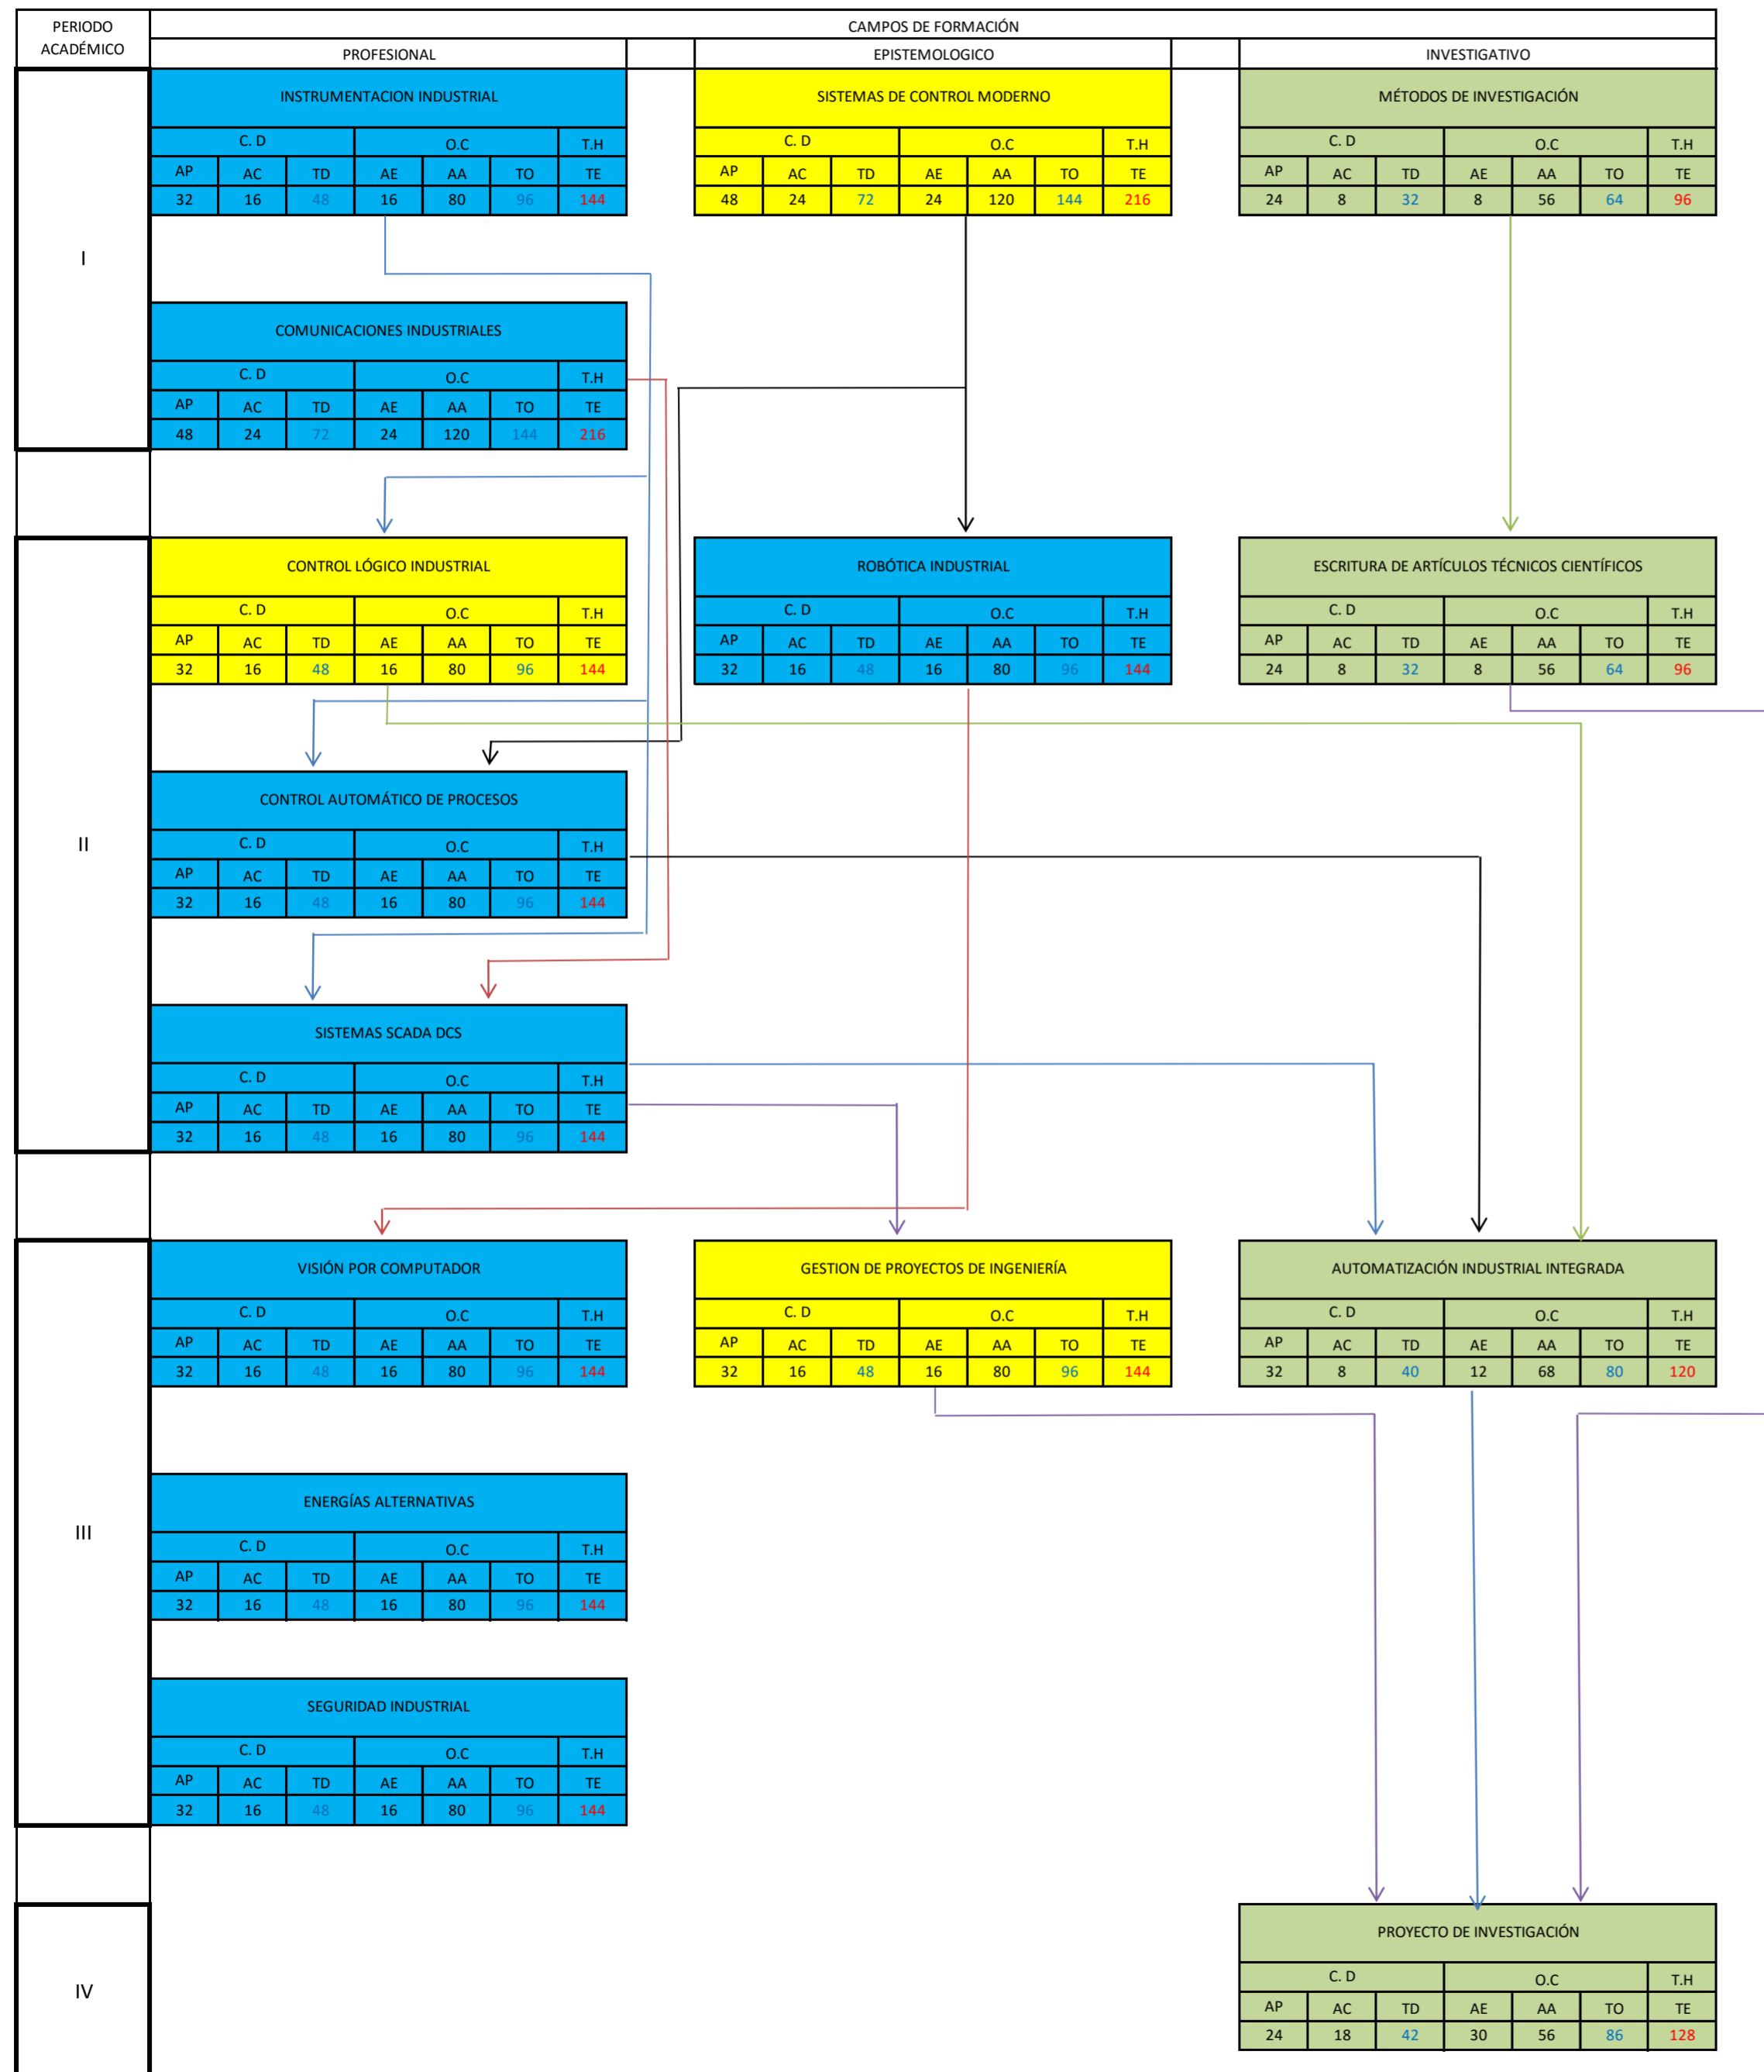 PERIODO ACADÉMICO CAMPOS DE FORMACIÓN
PROFESIONAL EPISTEMOLOGICO INVESTIGATIVO
I
INSTRUMENTACION INDUSTRIAL
C. D O.C T.H
AP AC TD AE AA TO TE
32 16 48 16 80 96 144
SISTEMAS DE CONTROL MODERNO
C. D O.C T.H
AP AC TD AE AA TO TE
48 24 72 24 120 144 216
MÉTODOS DE INVESTIGACIÓN
C. D O.C T.H
AP AC TD AE AA TO TE
24 8 32 8 56 64 96
COMUNICACIONES INDUSTRIALES
C. D O.C T.H
AP AC TD AE AA TO TE
48 24 72 24 120 144 216
II
CONTROL LÓGICO INDUSTRIAL
C. D O.C T.H
AP AC TD AE AA TO TE
32 16 48 16 80 96 144
ROBÓTICA INDUSTRIAL
C. D O.C T.H
AP AC TD AE AA TO TE
32 16 48 16 80 96 144
ESCRITURA DE ARTÍCULOS TÉCNICOS CIENTÍFICOS
C. D O.C T.H
AP AC TD AE AA TO TE
24 8 32 8 56 64 96
CONTROL AUTOMÁTICO DE PROCESOS
C. D O.C T.H
AP AC TD AE AA TO TE
32 16 48 16 80 96 144
SISTEMAS SCADA DCS
C. D O.C T.H
AP AC TD AE AA TO TE
32 16 48 16 80 96 144
III
VISIÓN POR COMPUTADOR
C. D O.C T.H
AP AC TD AE AA TO TE
32 16 48 16 80 96 144
GESTION DE PROYECTOS DE INGENIERÍA
C. D O.C T.H
AP AC TD AE AA TO TE
32 16 48 16 80 96 144
AUTOMATIZACIÓN INDUSTRIAL INTEGRADA
C. D O.C T.H
AP AC TD AE AA TO TE
32 8 40 12 68 80 120
ENERGÍAS ALTERNATIVAS
C. D O.C T.H
AP AC TD AE AA TO TE
32 16 48 16 80 96 144
SEGURIDAD INDUSTRIAL
C. D O.C T.H
AP AC TD AE AA TO TE
32 16 48 16 80 96 144
IV
PROYECTO DE INVESTIGACIÓN
C. D O.C T.H
AP AC TD AE AA TO TE
24 18 42 30 56 86 128